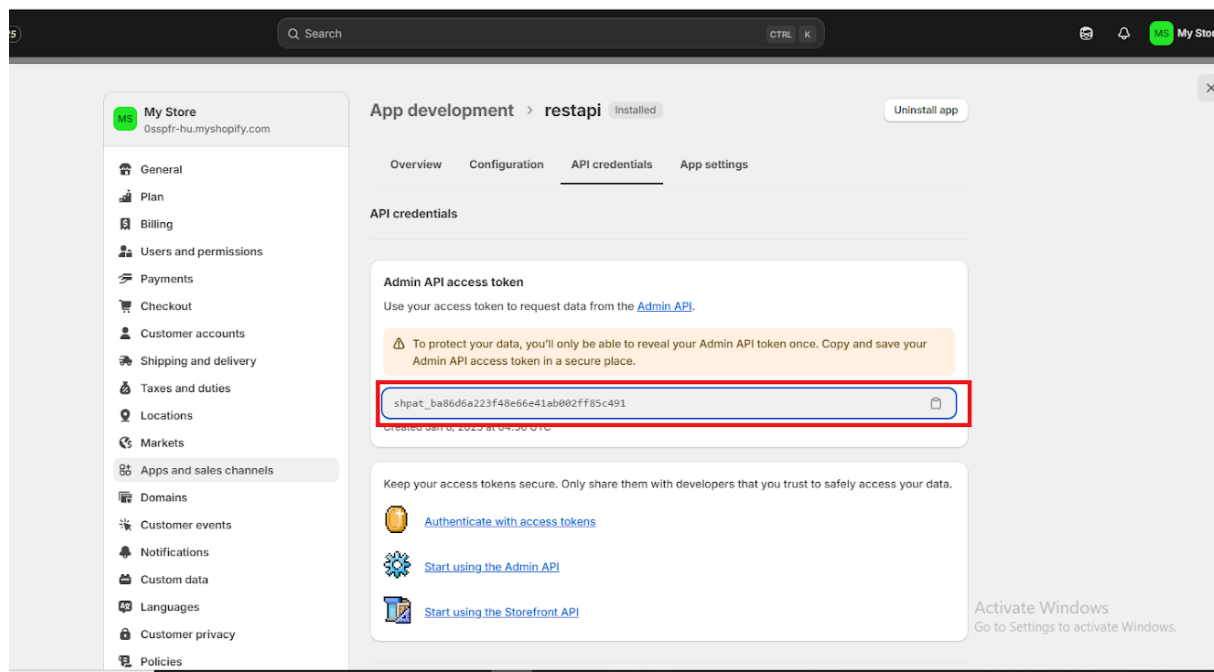 Search
CTRL K
MS
My Stor
MS
My Store
0sspfr-hu.myshopify.com
General
Plan
Billing
Users and permissions
Payments
Checkout
Customer accounts
Shipping and delivery
Taxes and duties
Locations
Markets
Apps and sales channels
Domains
Customer events
Notifications
Custom data
Languages
Customer privacy
Policies
App development > restapi Installed
Uninstall app
Overview Configuration API credentials App settings
API credentials
Admin API access token
Use your access token to request data from the Admin API.
To protect your data, you'll only be able to reveal your Admin API token once. Copy and save your
Admin API access token in a secure place.
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
Keep your access tokens secure. Only share them with developers that you trust to safely access your data.
Authenticate with access tokens
Start using the Admin API
Start using the Storefront API
Activate Windows
Go to Settings to activate Windows.